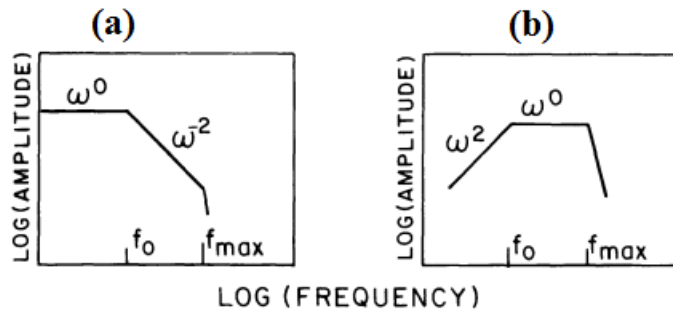 (a) (b)
LOG(AMPLITUDE)
ω⁰
ω⁻²
f₀
fmax
LOG(AMPLITUDE)
ω²
ω⁰
f₀
fmax
LOG (FREQUENCY)